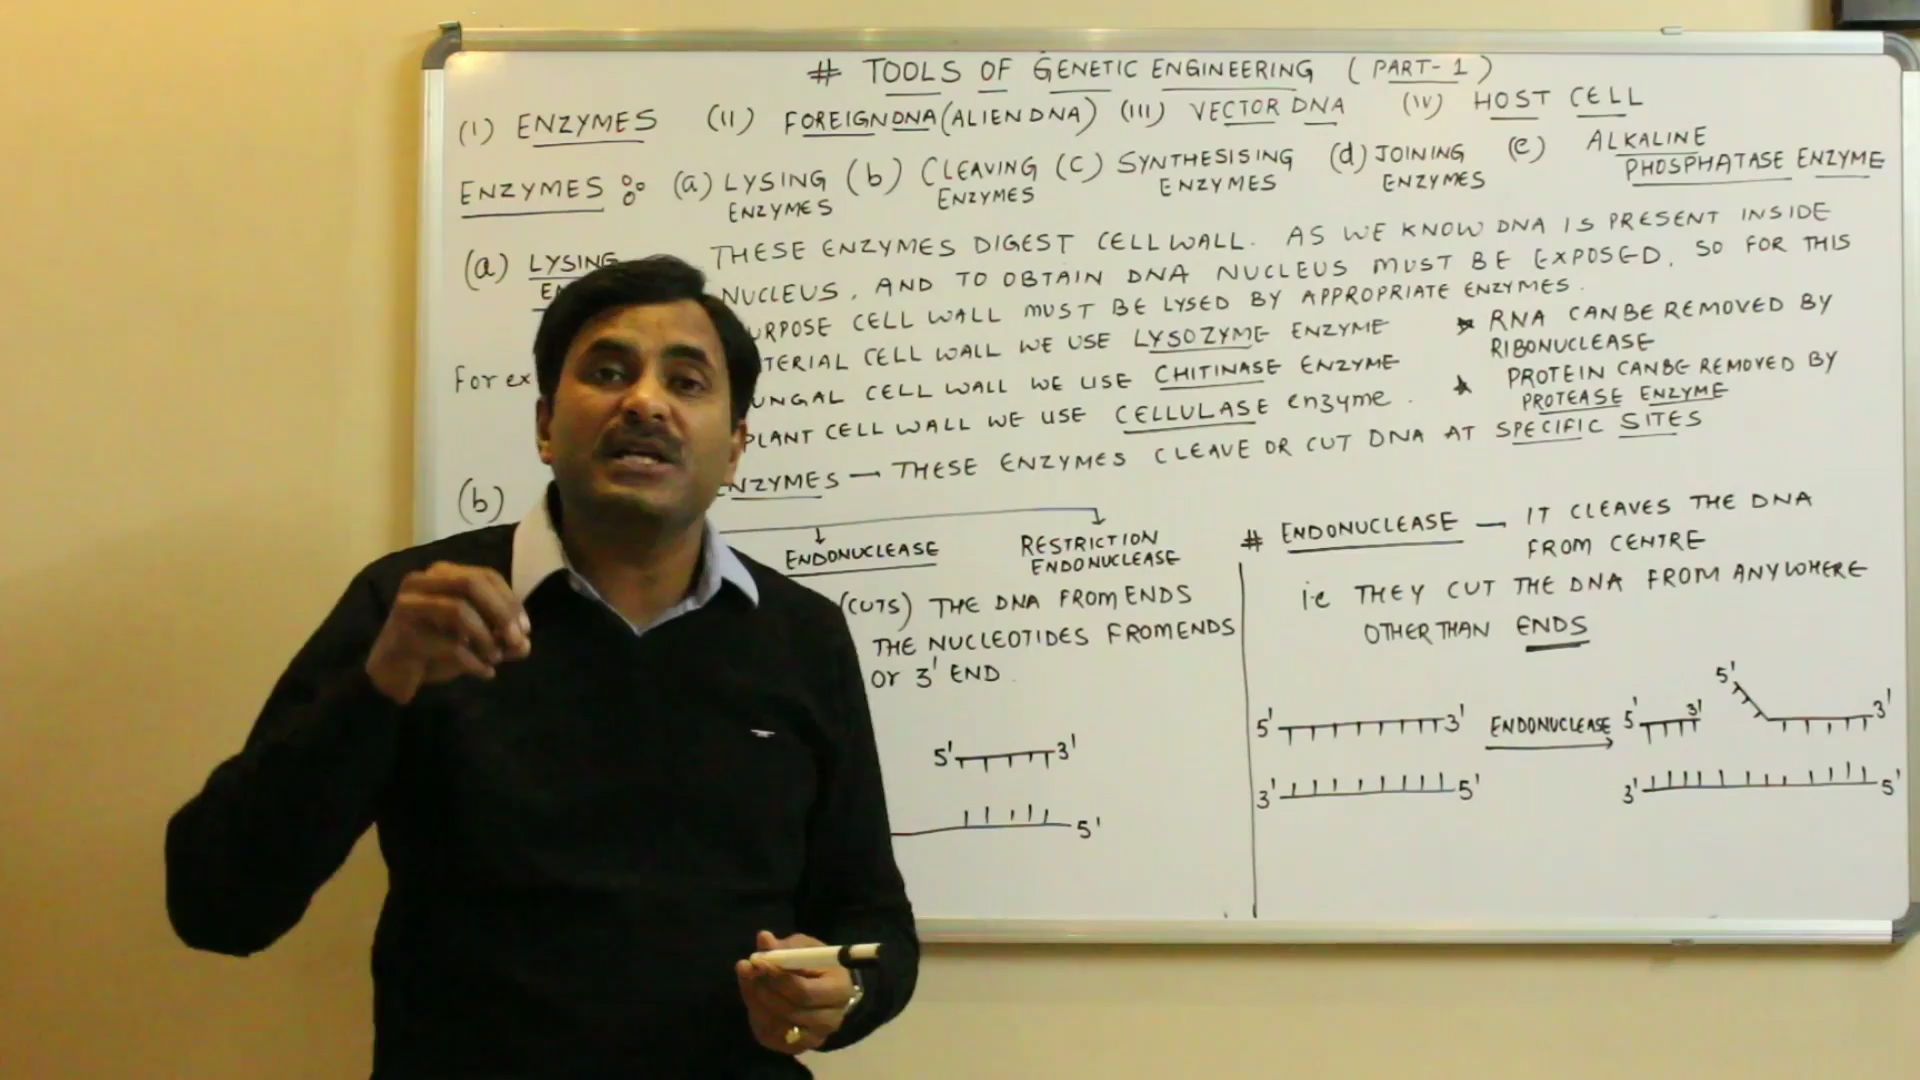 # TOOLS OF GENETIC ENGINEERING (PART-1)
(I) ENZYMES (II) FOREIGN DNA (ALIEN DNA) (III) VECTOR DNA (IV) HOST CELL
ENZYMES (a) LYSING ENZYMES (b) CLEAVING ENZYMES (c) SYNTHESISING ENZYMES (d) JOINING ENZYMES (e) ALKALINE PHOSPHATASE ENZYME
(a) LYSING THESE ENZYMES DIGEST CELL WALL. AS WE KNOW DNA IS PRESENT INSIDE
NUCLEUS, AND TO OBTAIN DNA NUCLEUS MUST BE EXPOSED. SO FOR THIS
URPOSE CELL WALL MUST BE LYSED BY APPROPRIATE ENZYMES.
For ex TERIAL CELL WALL WE USE LYSOZYME ENZYME
UNGAL CELL WALL WE USE CHITINASE ENZYME
PLANT CELL WALL WE USE CELLULASE enzyme.
* RNA CAN BE REMOVED BY
RIBONUCLEASE
* PROTEIN CAN BE REMOVED BY
PROTEASE ENZYME
(b) ENZYMES — THESE ENZYMES CLEAVE OR CUT DNA AT SPECIFIC SITES
ENDONUCLEASE
RESTRICTION
ENDONUCLEASE
(CUTS) THE DNA FROM ENDS
THE NUCLEOTIDES FROM ENDS
Or 3' END.
5' 3'
5'
# ENDONUCLEASE — IT CLEAVES THE DNA
FROM CENTRE
i.e THEY CUT THE DNA FROM ANYWHERE
OTHER THAN ENDS
5' 3' ENDONUCLEASE 5' 3' 5' 3'
3' 5' 3' 5'